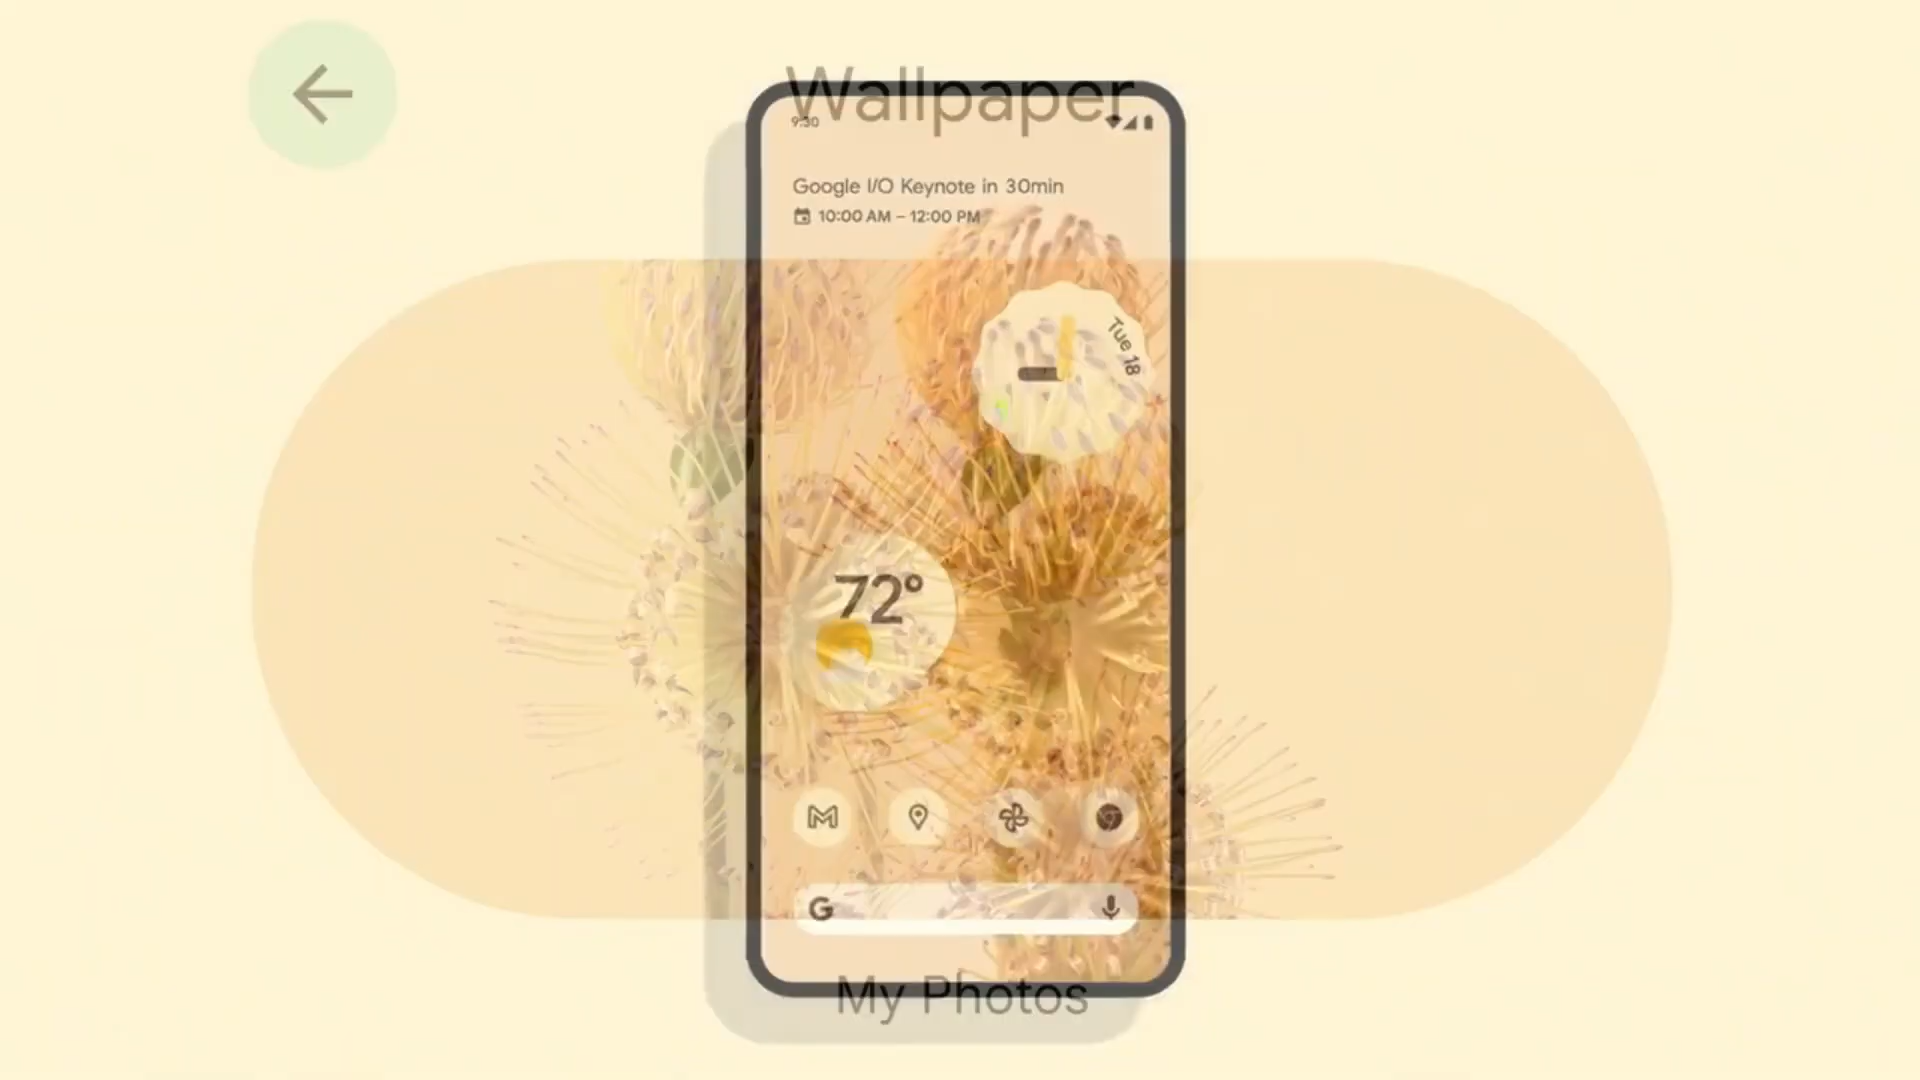 Wallpaper
9:30
Google I/O Keynote in 30min
10:00 AM – 12:00 PM
Tue 18
72°
G
My Photos